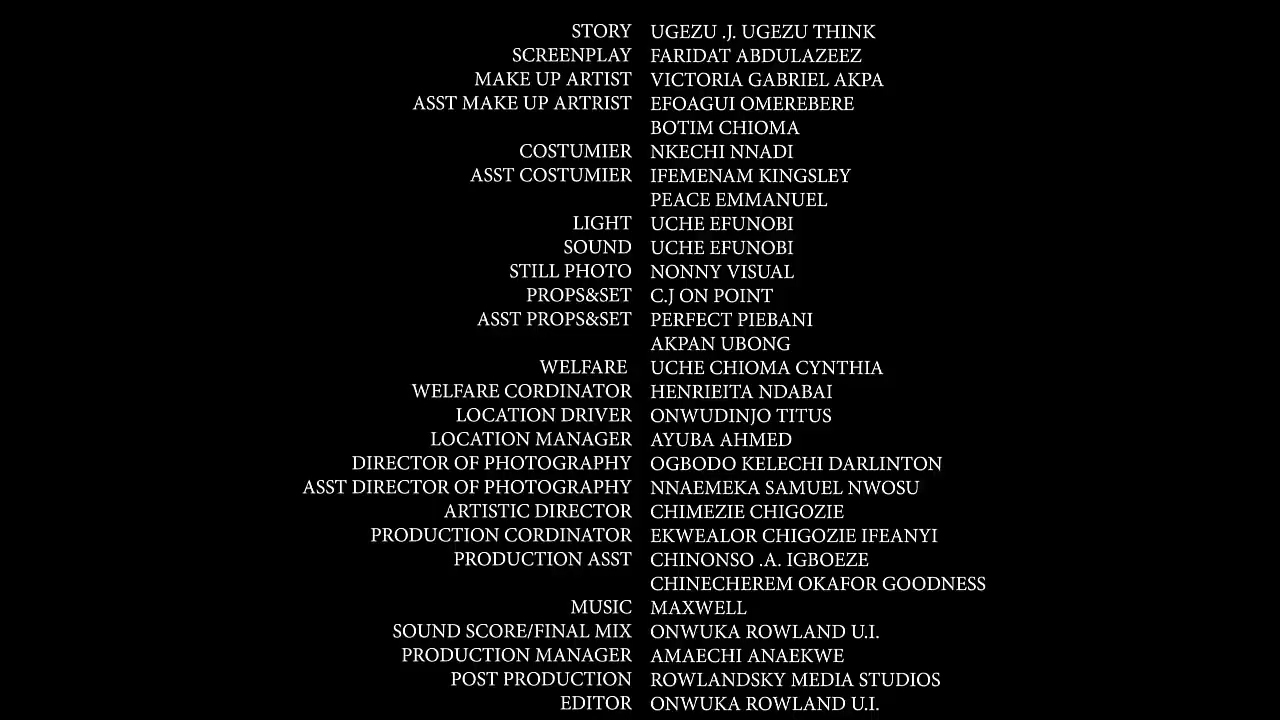 STORY UGEZU .J. UGEZU THINK
SCREENPLAY FARIDAT ABDULAZEEZ
MAKE UP ARTIST VICTORIA GABRIEL AKPA
ASST MAKE UP ARTRIST EFOAGUI OMEREBERE
BOTIM CHIOMA
COSTUMIER NKECHI NNADI
ASST COSTUMIER IFEMENAM KINGSLEY
PEACE EMMANUEL
LIGHT UCHE EFUNOBI
SOUND UCHE EFUNOBI
STILL PHOTO NONNY VISUAL
PROPS&SET C.J ON POINT
ASST PROPS&SET PERFECT PIEBANI
AKPAN UBONG
WELFARE UCHE CHIOMA CYNTHIA
WELFARE CORDINATOR HENRIEITA NDABAI
LOCATION DRIVER ONWUDINJO TITUS
LOCATION MANAGER AYUBA AHMED
DIRECTOR OF PHOTOGRAPHY OGBODO KELECHI DARLINTON
ASST DIRECTOR OF PHOTOGRAPHY NNAEMEKA SAMUEL NWOSU
ARTISTIC DIRECTOR CHIMEZIE CHIGOZIE
PRODUCTION CORDINATOR EKWEALOR CHIGOZIE IFEANYI
PRODUCTION ASST CHINONSO .A. IGBOEZE
CHINECHEREM OKAFOR GOODNESS
MUSIC MAXWELL
SOUND SCORE/FINAL MIX ONWUKA ROWLAND U.I.
PRODUCTION MANAGER AMAECHI ANAEKWE
POST PRODUCTION ROWLANDSKY MEDIA STUDIOS
EDITOR ONWUKA ROWLAND U.I.